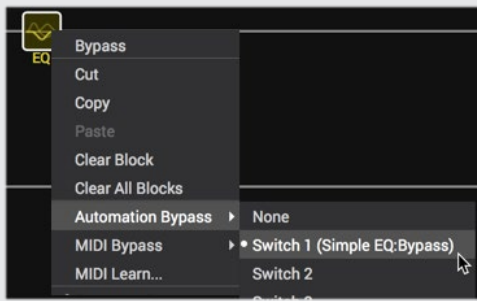 EQ
Bypass
Cut
Copy
Paste
Clear Block
Clear All Blocks
Automation Bypass
None
MIDI Bypass
Switch 1 (Simple EQ:Bypass)
MIDI Learn...
Switch 2